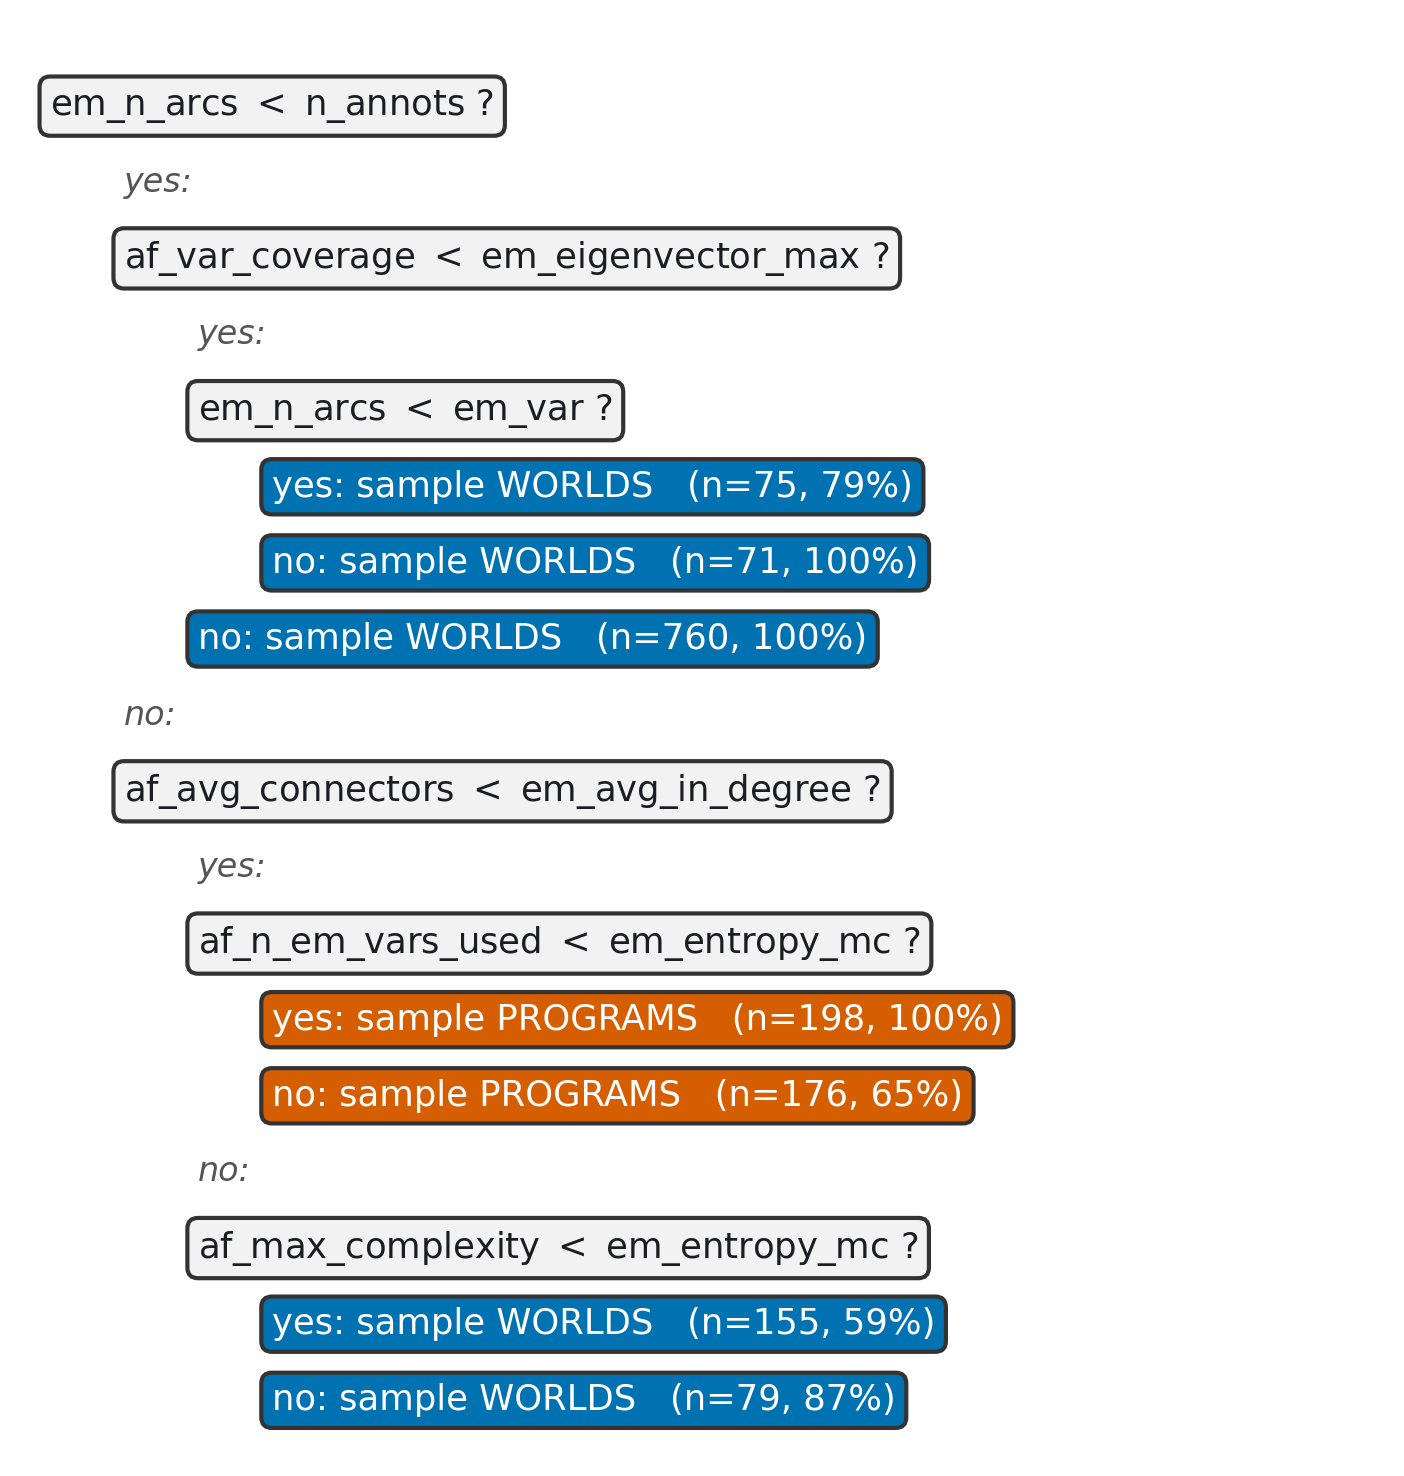 em_n_arcs < n_annots ?
yes:
af_var_coverage < em_eigenvector_max ?
yes:
em_n_arcs < em_var ?
yes: sample WORLDS (n=75, 79%)
no: sample WORLDS (n=71, 100%)
no: sample WORLDS (n=760, 100%)
no:
af_avg_connectors < em_avg_in_degree ?
yes:
af_n_em_vars_used < em_entropy_mc ?
yes: sample PROGRAMS (n=198, 100%)
no: sample PROGRAMS (n=176, 65%)
no:
af_max_complexity < em_entropy_mc ?
yes: sample WORLDS (n=155, 59%)
no: sample WORLDS (n=79, 87%)